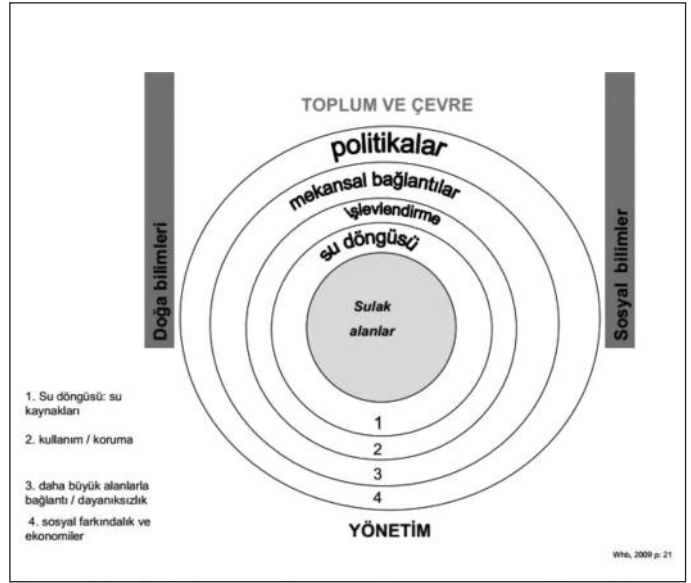 TOPLUM VE ÇEVRE
politikalar
mekansal bağlantılar
işlevlendirme
su döngüsü
Sulak
alanlar
Doğa bilimleri
Sosyal bilimler
1
2
3
4
YÖNETİM
1. Su döngüsü: su
kaynakları
2. kullanım / koruma
3. daha büyük alanlarla
bağlantı / dayanıksızlık
4. sosyal farkındalık ve
ekonomiler
Whb, 2009 p: 21